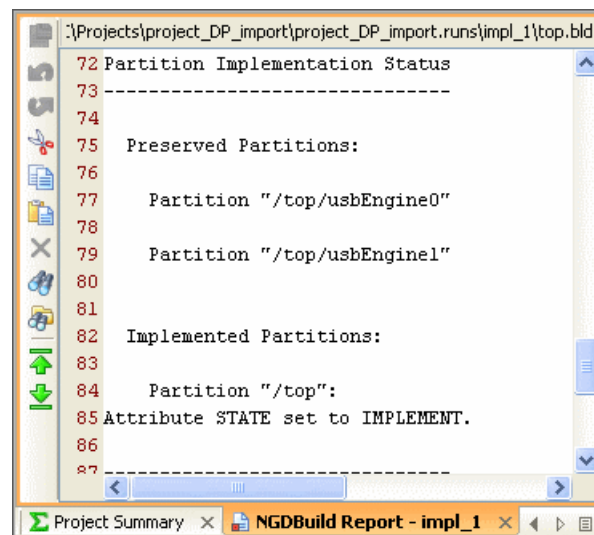 :\Projects\project_DP_import\project_DP_import.runs\impl_1\top.bld
72 Partition Implementation Status
73 -------------------------------
74
75 Preserved Partitions:
76
77 Partition "/top/usbEngine0"
78
79 Partition "/top/usbEngine1"
80
81
82 Implemented Partitions:
83
84 Partition "/top":
85 Attribute STATE set to IMPLEMENT.
86
87 -------------------------------
Project Summary NGDBuild Report - impl_1